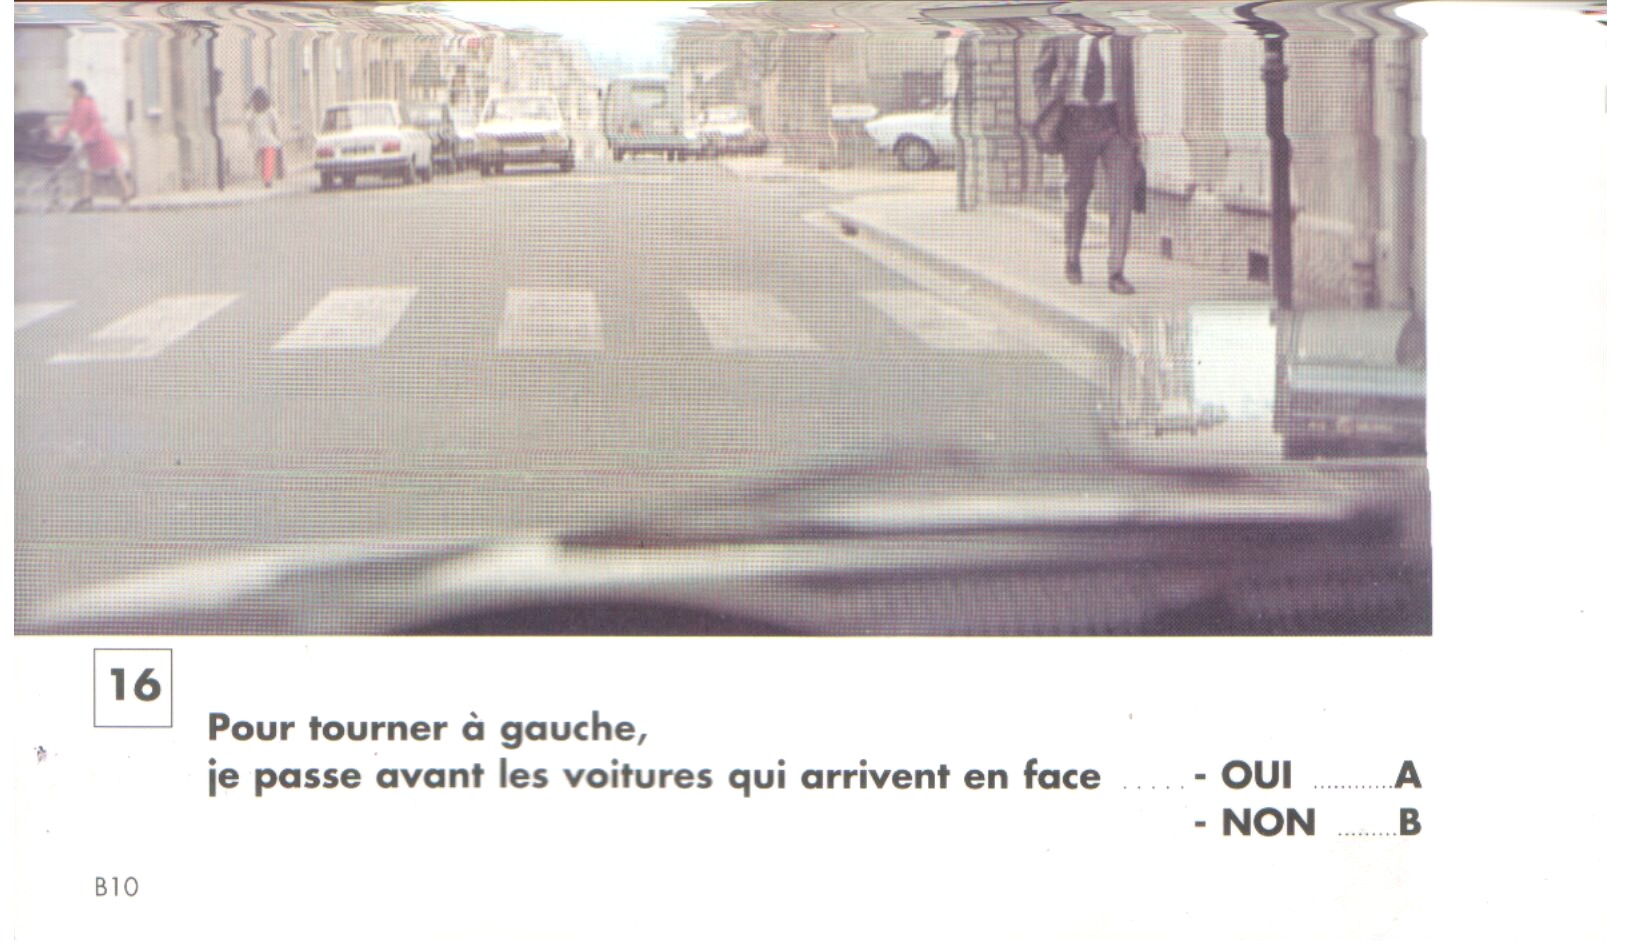 16
Pour tourner à gauche,
je passe avant les voitures qui arrivent en face ..... - OUI ............ A
- NON ......... B
B10